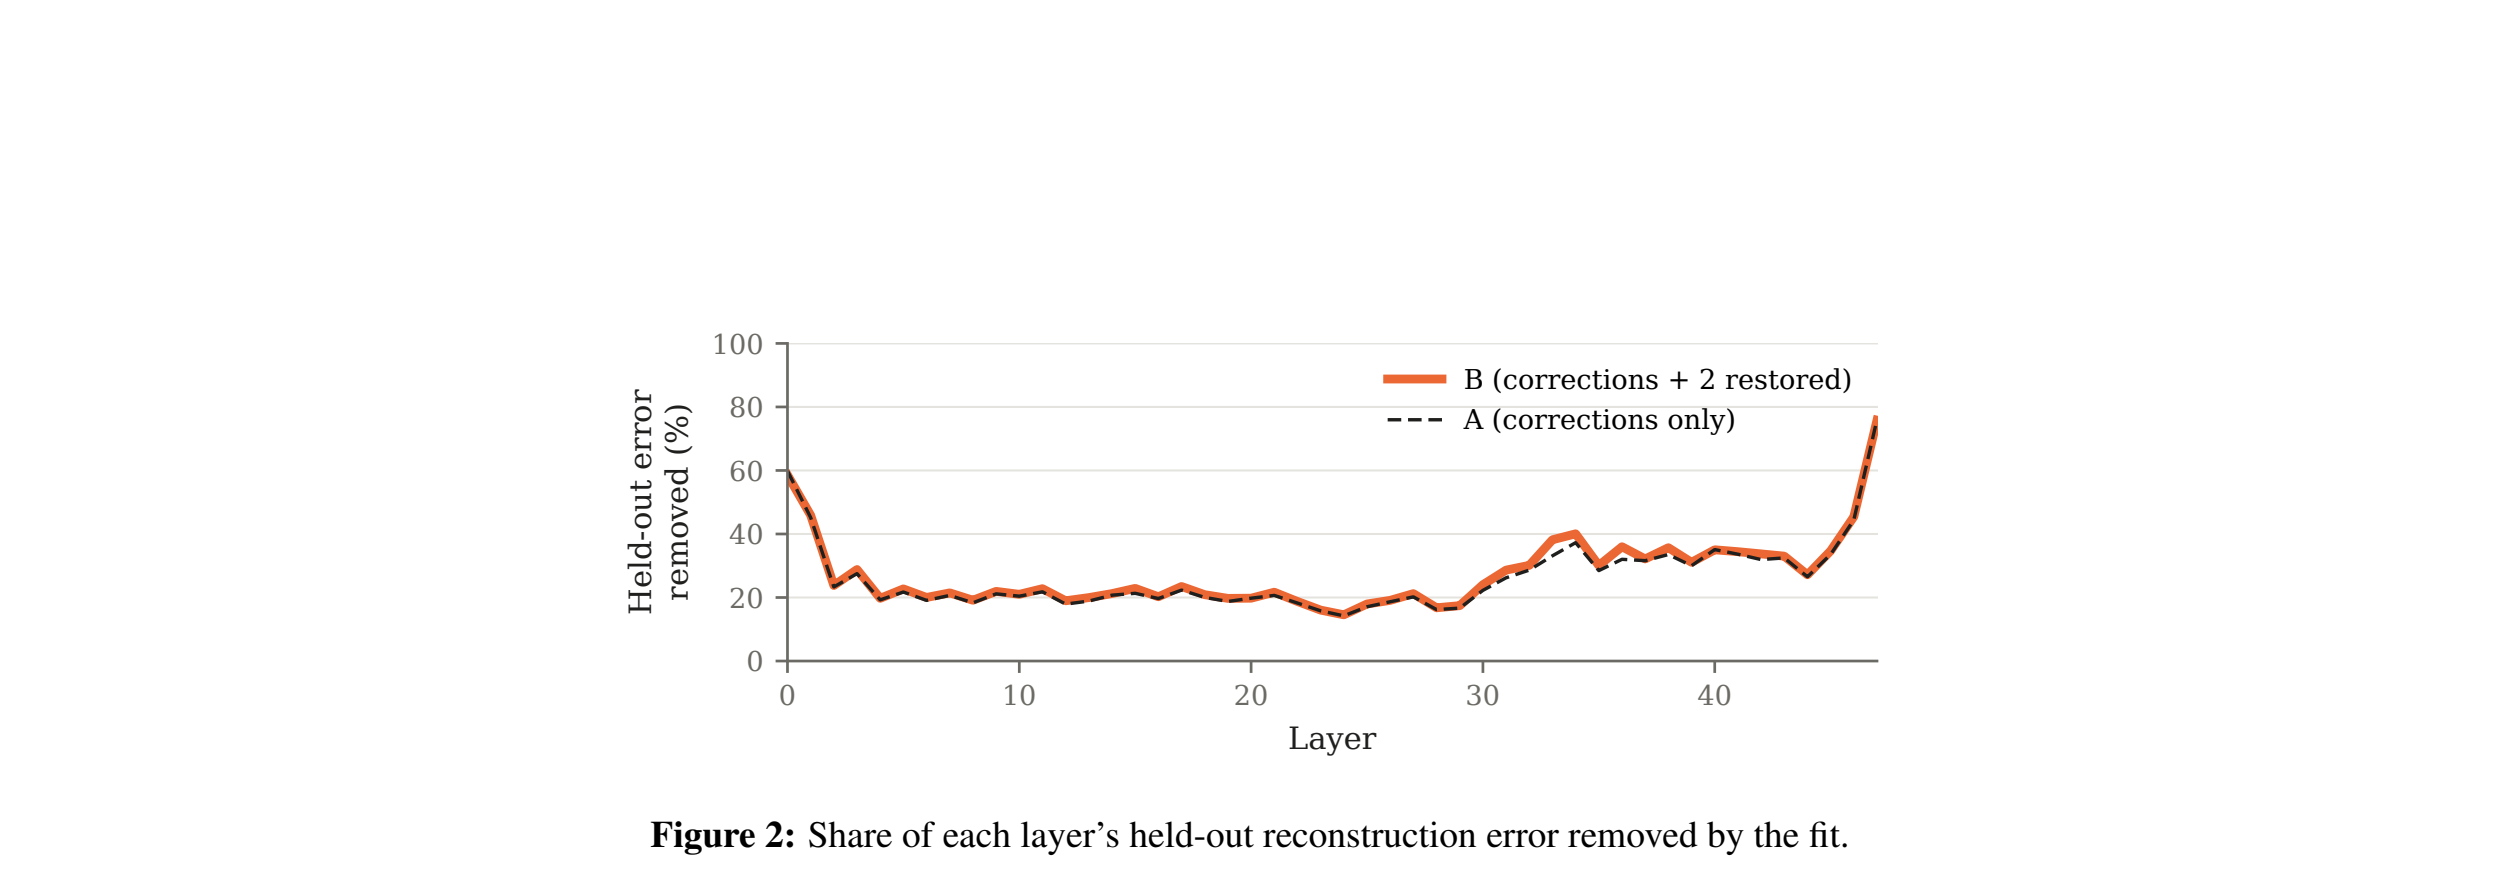 100
80
60
40
20
0
Held-out error
removed (%)
B (corrections + 2 restored)
A (corrections only)
0 10 20 30 40
Layer
Figure 2: Share of each layer’s held-out reconstruction error removed by the fit.